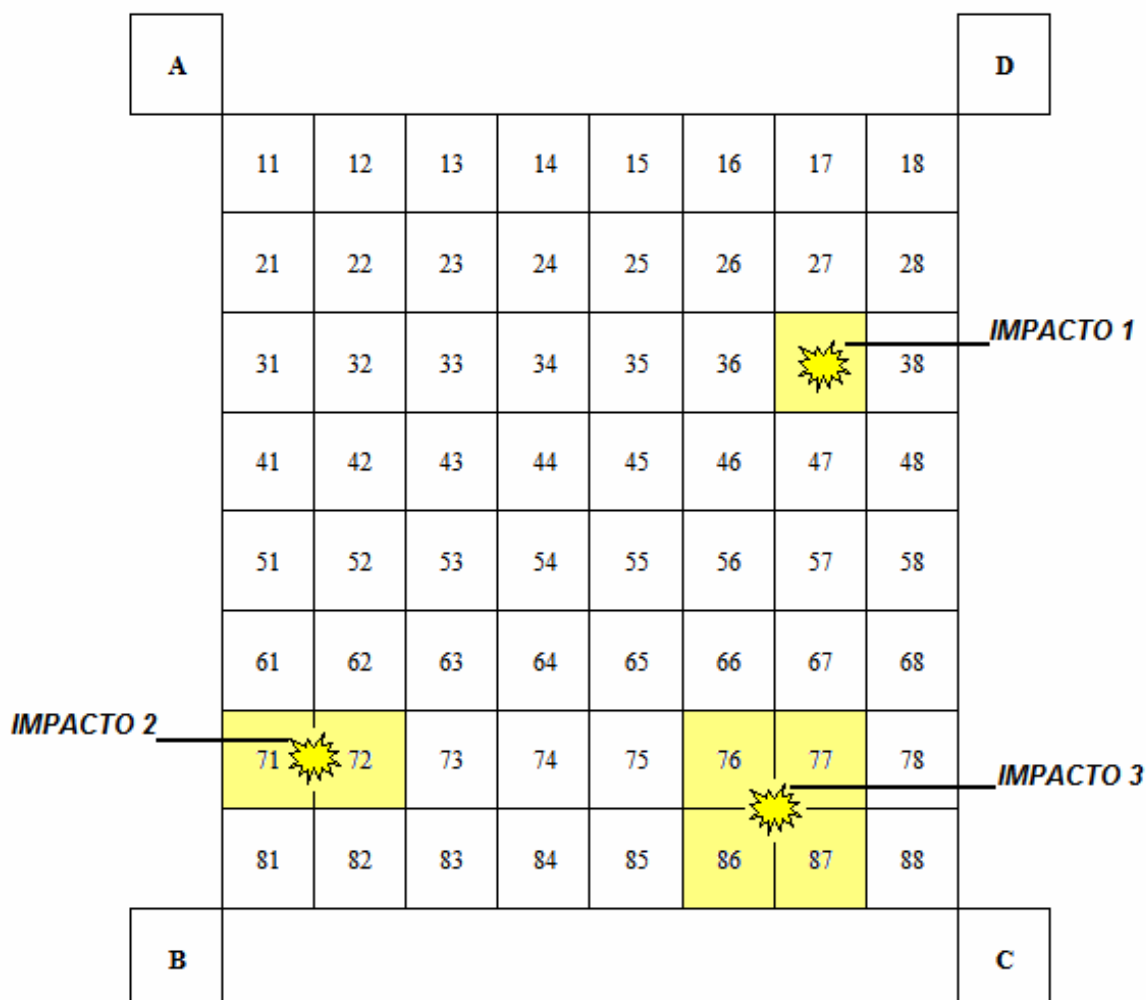 A D
11 12 13 14 15 16 17 18
21 22 23 24 25 26 27 28
IMPACTO 1
31 32 33 34 35 36 38
41 42 43 44 45 46 47 48
51 52 53 54 55 56 57 58
61 62 63 64 65 66 67 68
IMPACTO 2
71 72 73 74 75 76 77 78
IMPACTO 3
81 82 83 84 85 86 87 88
B C